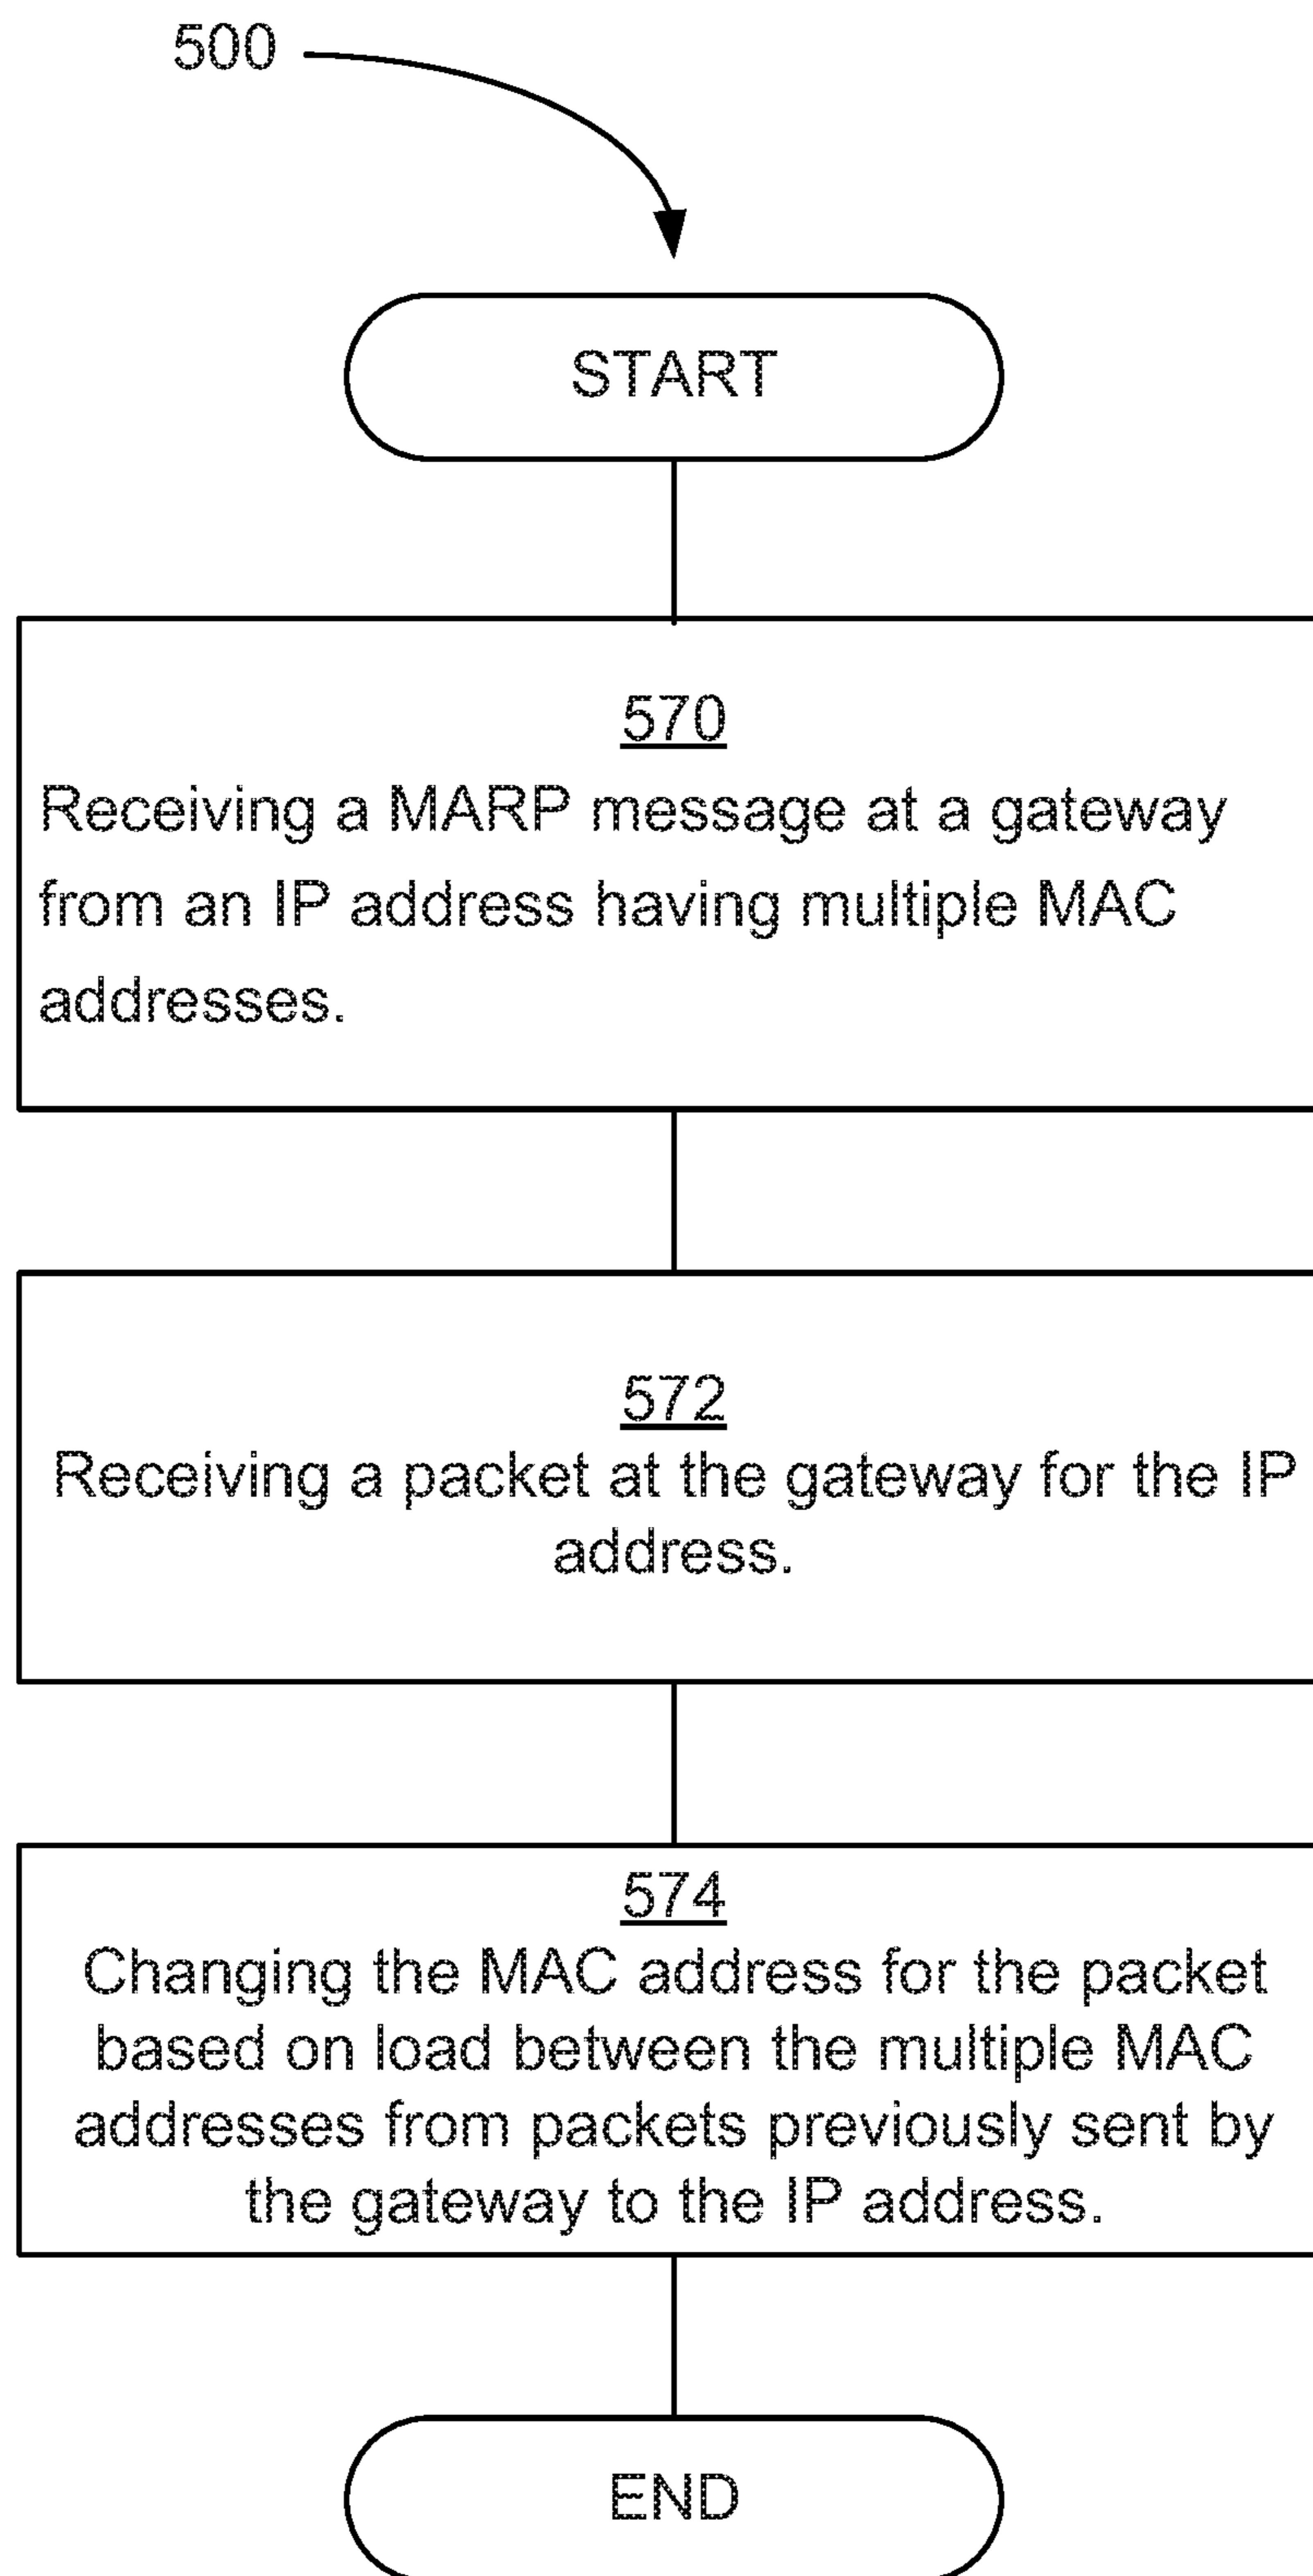 500
START
570
Receiving a MARP message at a gateway
from an IP address having multiple MAC
addresses.
572
Receiving a packet at the gateway for the IP
address.
574
Changing the MAC address for the packet
based on load between the multiple MAC
addresses from packets previously sent by
the gateway to the IP address.
END